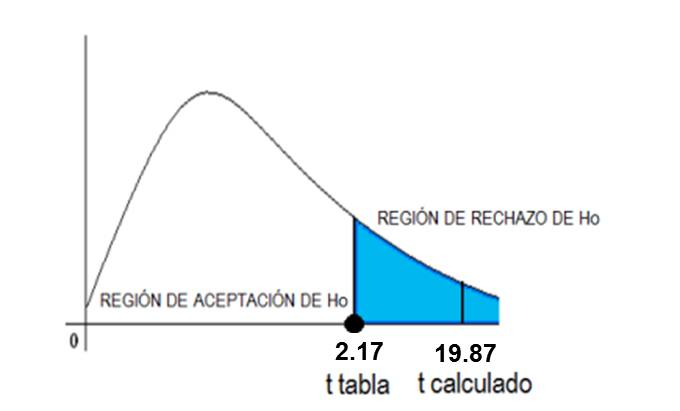 REGIÓN DE RECHAZO DE Ho
REGIÓN DE ACEPTACIÓN DE Ho
0
2.17
19.87
t tabla
t calculado